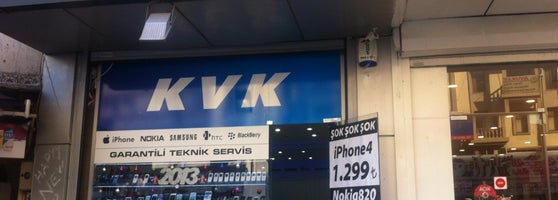 KVK
iPhone NOKIA SAMSUNG htc BlackBerry
GARANTİLİ TEKNİK SERVİS
2013
ŞOK ŞOK ŞOK
iPhone4
1.299₺
Nokia820